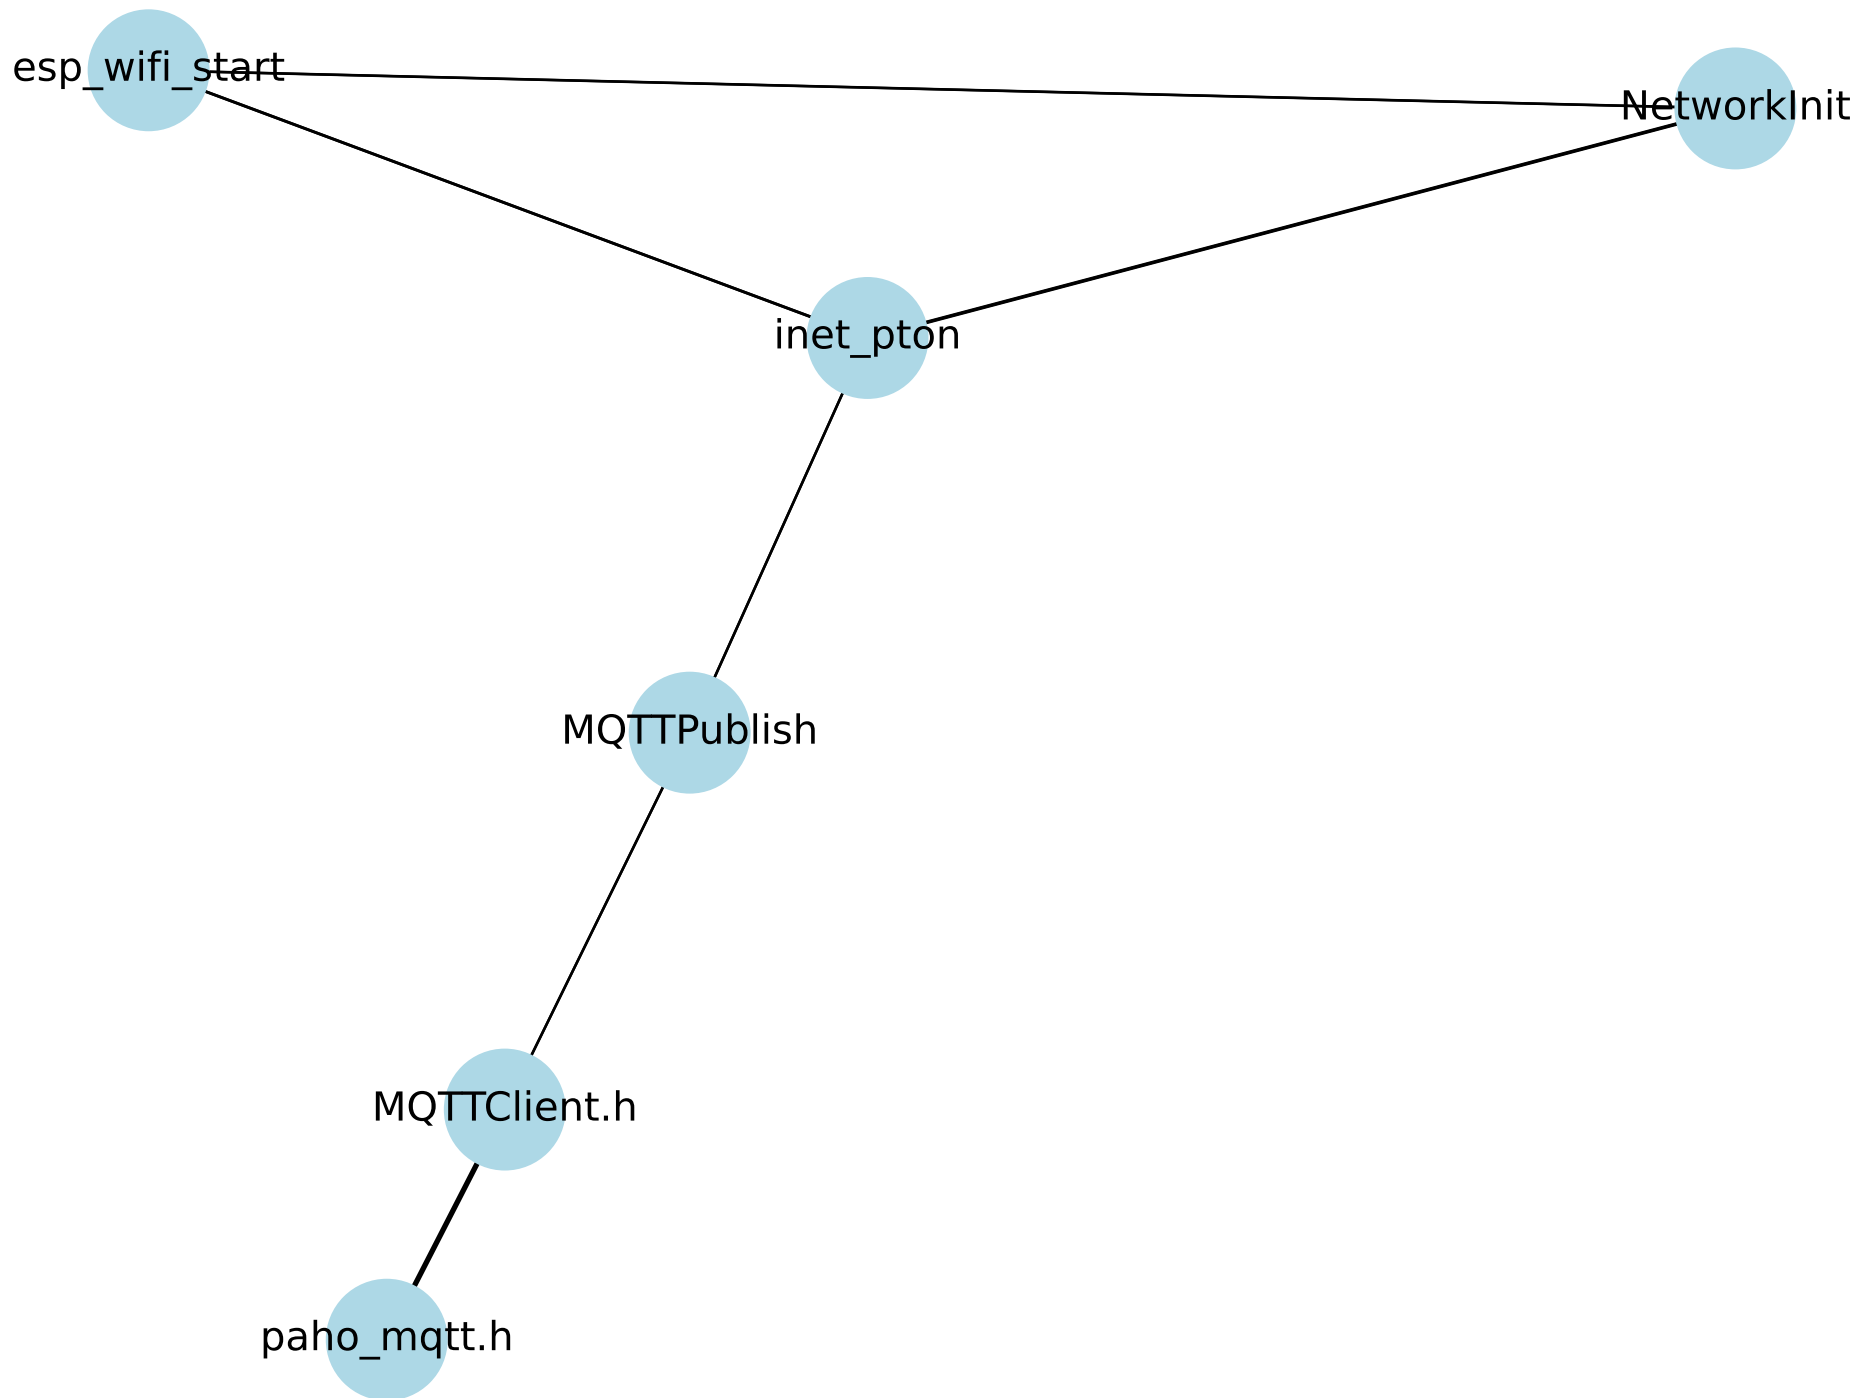 esp_wifi_start
NetworkInit
inet_pton
MQTTPublish
MQTTClient.h
paho_mqtt.h